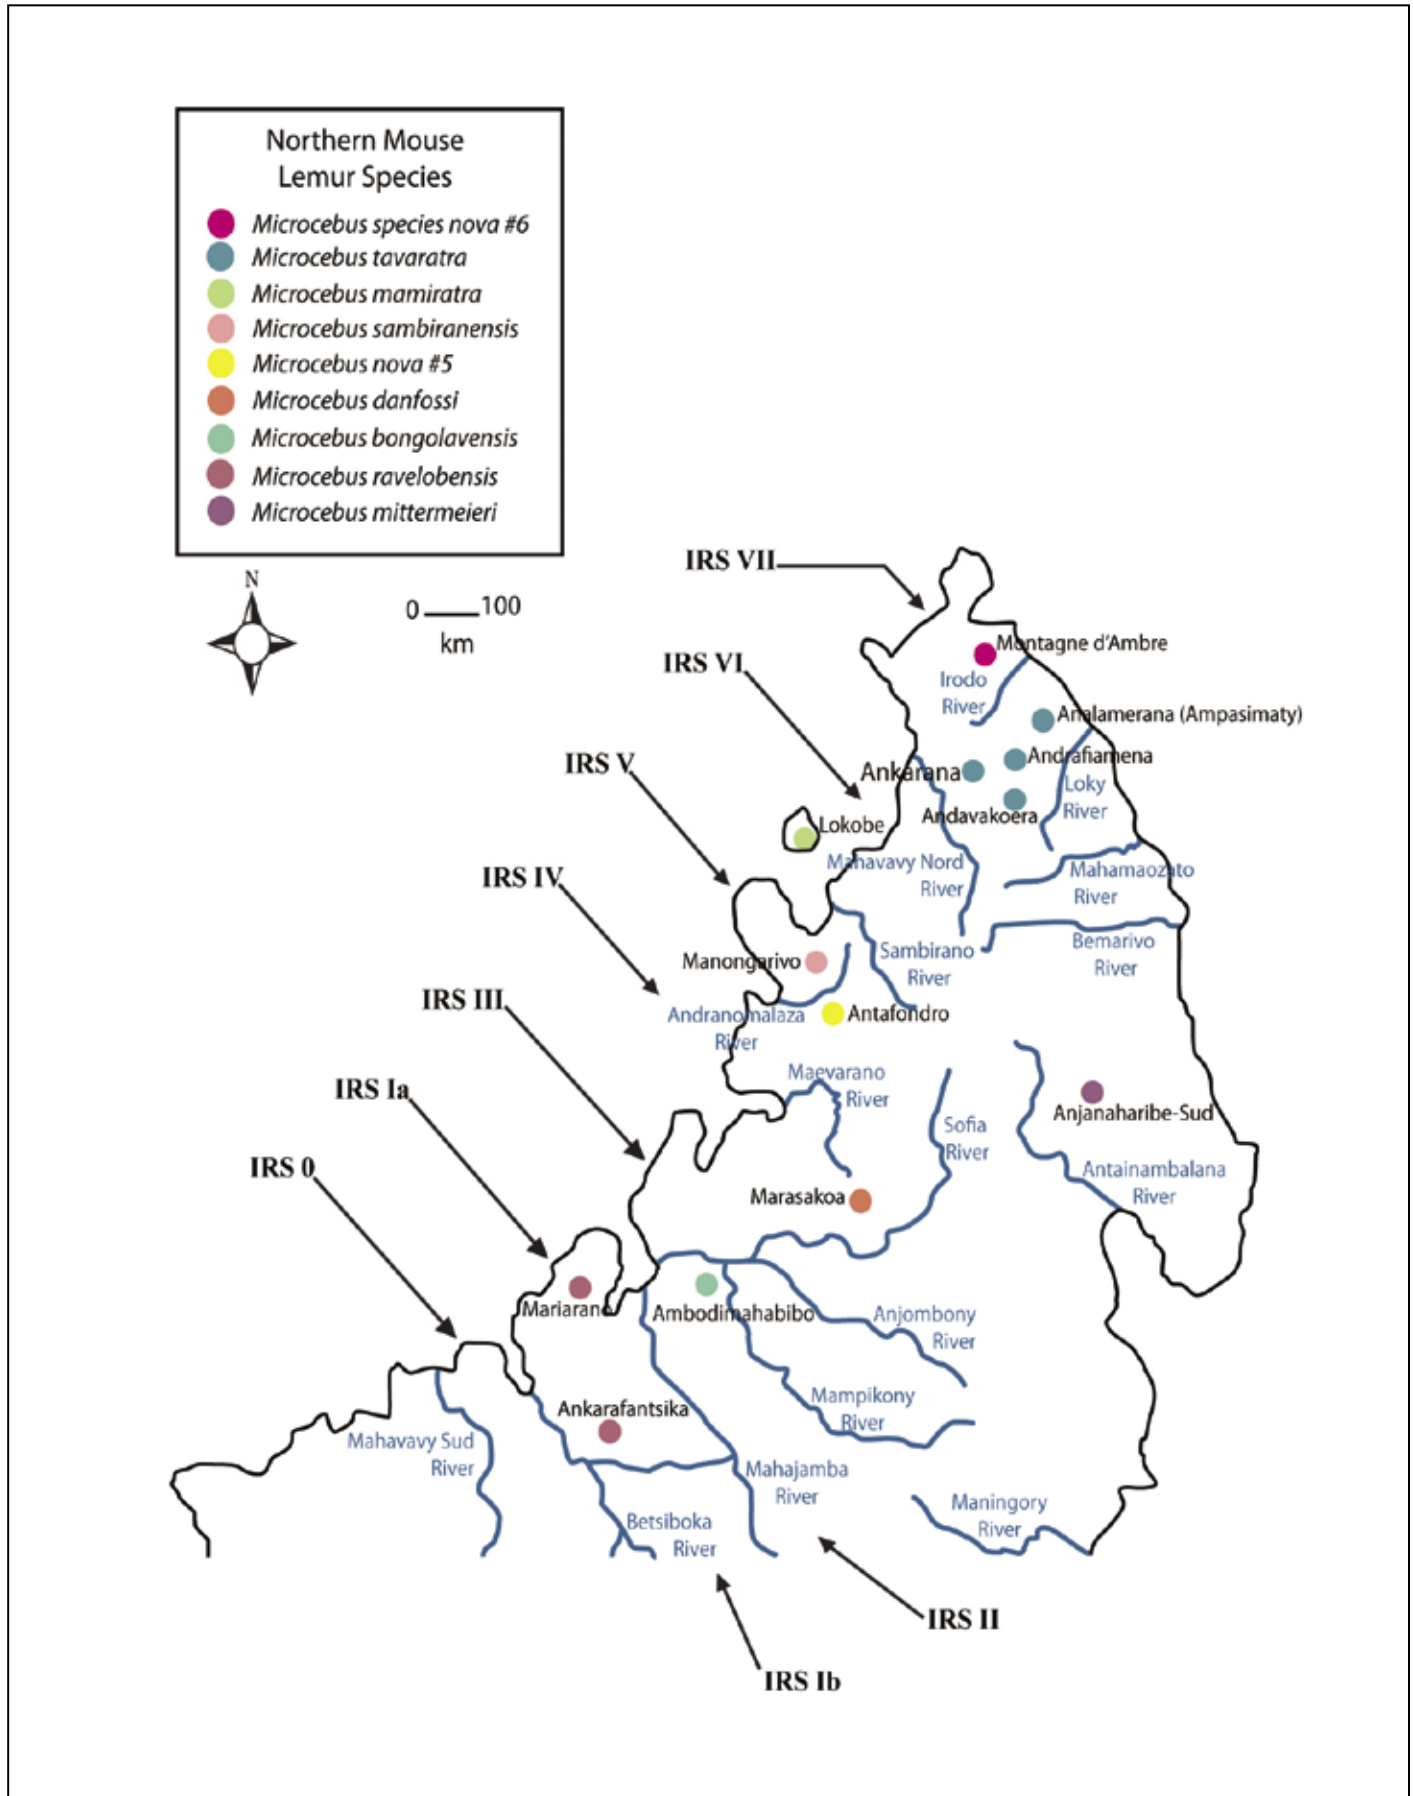 Northern Mouse
Lemur Species
Microcebus species nova #6
Microcebus tavaratra
Microcebus mamiratra
Microcebus sambiranensis
Microcebus nova #5
Microcebus danfossi
Microcebus bongolavensis
Microcebus ravelobensis
Microcebus mittermeieri
N
0 100
km
IRS VII
Montagne d'Ambre
IRS VI
Irodo
River
Analamerana (Ampasimaty)
IRS V
Andrafiamena
Ankarana
Loky
River
Andavakoera
Lokobe
Mahavavy Nord
River
Mahamaozato
River
IRS IV
Bemarivo
River
Sambirano
River
Manongarivo
IRS III
Andranomalaza
River
Antafondro
Maevarano
River
IRS Ia
Anjanaharibe-Sud
Sofia
River
IRS 0
Antainambalana
River
Marasakoa
Mariarano
Ambodimahabibo
Anjombony
River
Mampikony
River
Ankarafantsika
Mahavavy Sud
River
Mahajamba
River
Maningory
River
Betsiboka
River
IRS II
IRS Ib